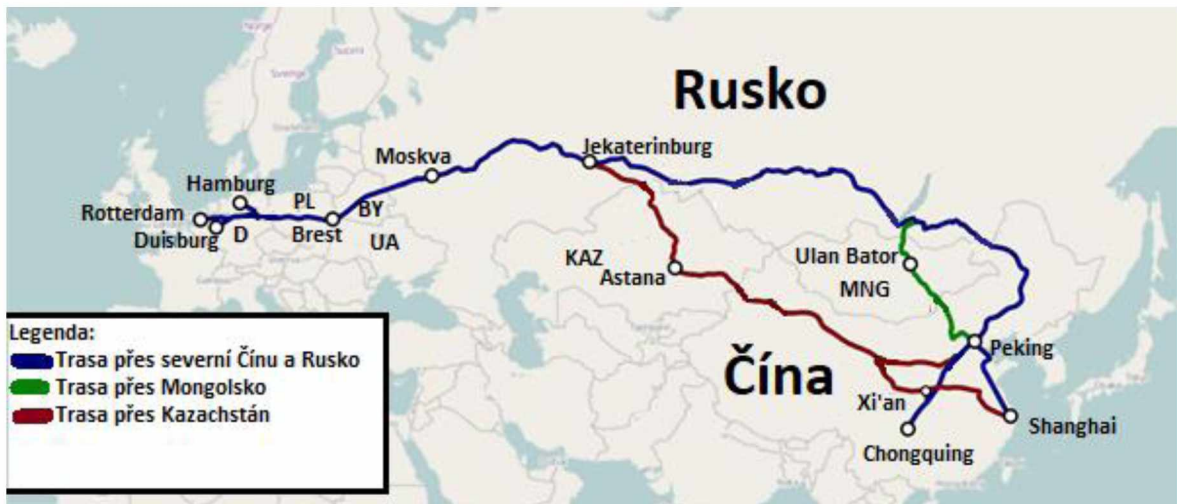 Rusko
Jekaterinburg
Moskva
Hamburg
PL
BY
Rotterdam
Duisburg
D
Brest
UA
KAZ
Astana
Ulan Bator
MNG
Peking
Čína
Xi'an
Shanghai
Chongquing
Legenda:
Trasa přes severní Čínu a Rusko
Trasa přes Mongolsko
Trasa přes Kazachstán